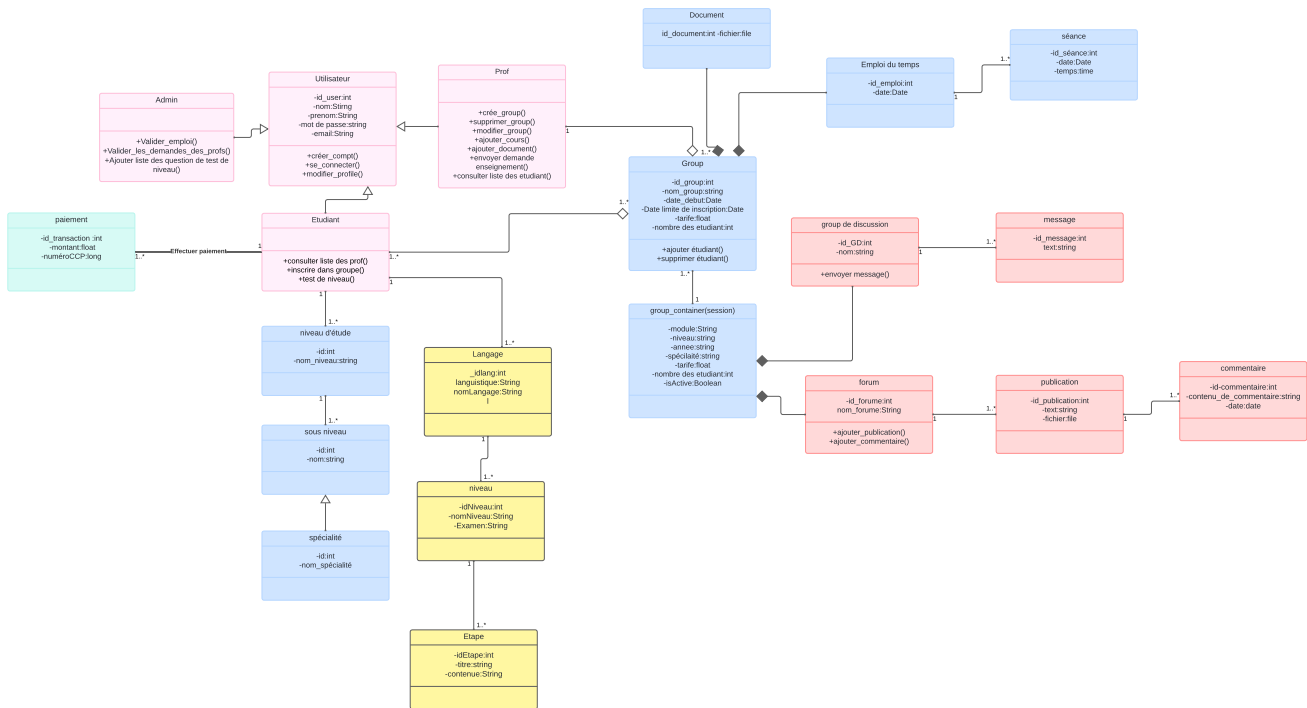 Document
id_document:int -fichier:file
séance
-id_séance:int
-date:Date
-temps:time
Emploi du temps
-id_emploi:int
-date:Date
1
1..*
Utilisateur
-id_user:int
-nom:Stirng
-prenom:String
-mot de passe:string
-email:String
+créer_compt()
+se_connecter()
+modifier_profile()
Prof
+crée_group()
+supprimer_group()
+modifier_group()
+ajouter_cours()
+ajouter_document()
+envoyer demande
enseignement()
+consulter liste des etudiant()
1
1..*
Admin
+Valider_emploi()
+Valider_les_demandes_des_profs()
+Ajouter liste des question de test de
niveau()
Group
-id_group:int
-nom_group:string
-date_debut:Date
-Date limite de inscription:Date
-tarife:float
-nombre des etudiant:int
+ajouter étudiant()
+supprimer étudiant()
1..*
1..*
1
paiement
-id_transaction :int
-montant:float
-numéroCCP:long
1..*
Effectuer paiement
1
Etudiant
+consulter liste des prof()
+inscrire dans groupe()
+test de niveau()
1..*
1
1
1..*
1..*
group de discussion
-id_GD:int
-nom:string
+envoyer message()
1
1..*
message
-id_message:int
text:string
group_container(session)
-module:String
-niveau:string
-annee:string
-spécilaité:string
-tarife:float
-nombre des etudiant:int
-isActive:Boolean
niveau d'étude
-id:int
-nom_niveau:string
1
1..*
Langage
_idlang:int
languistique:String
nomLangage:String
l
1
1..*
forum
-id_forume:int
nom_forume:String
+ajouter_publication()
+ajouter_commentaire()
1
1..*
publication
-id_publication:int
-text:string
-fichier:file
1
1..*
commentaire
-id-commentaire:int
-contenu_de_commentaire:string
-date:date
sous niveau
-id:int
-nom:string
niveau
-idNiveau:int
-nomNiveau:String
-Examen:String
1
1..*
spécialité
-id:int
-nom_spécialité
Etape
-idEtape:int
-titre:string
-contenue:String